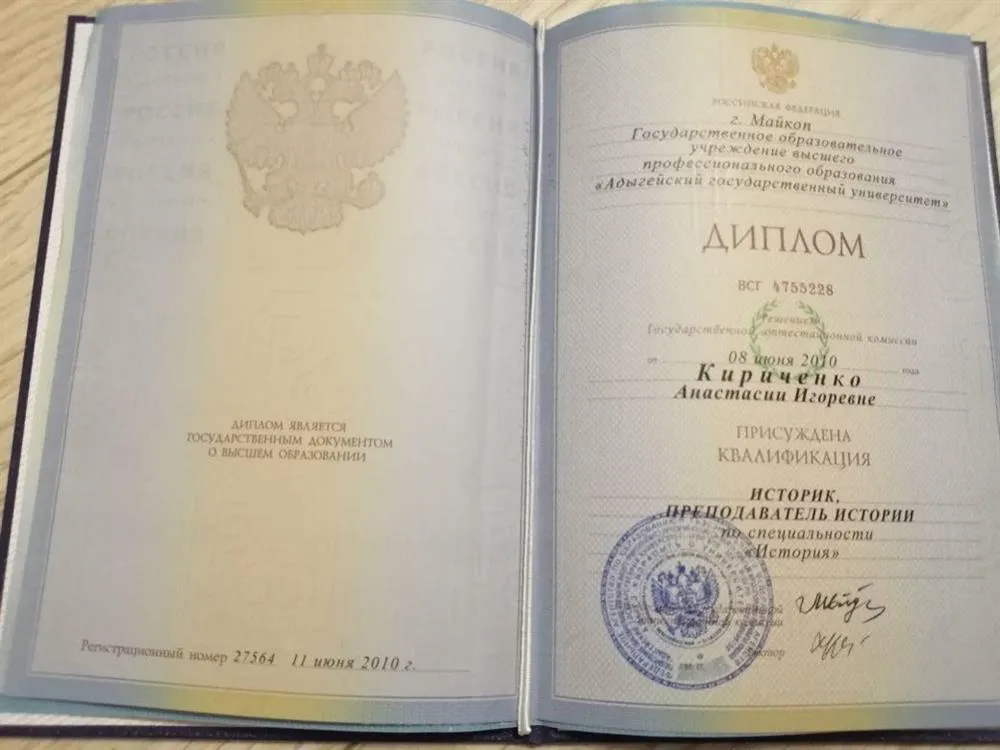 ДИПЛОМ ЯВЛЯЕТСЯ
ГОСУДАРСТВЕННЫМ ДОКУМЕНТОМ
О ВЫСШЕМ ОБРАЗОВАНИИ
Регистрационный номер 27564 11 июня 2010 г.
РОССИЙСКАЯ ФЕДЕРАЦИЯ
г. Майкоп
Государственное образовательное
учреждение высшего
профессионального образования
«Адыгейский государственный университет»
ДИПЛОМ
ВСГ 4755228
Решением
Государственной аттестационной комиссии
от 08 июня 2010 года
Кириченко
Анастасии Игоревне
ПРИСУЖДЕНА
КВАЛИФИКАЦИЯ
ИСТОРИК,
ПРЕПОДАВАТЕЛЬ ИСТОРИИ
по специальности
«История»